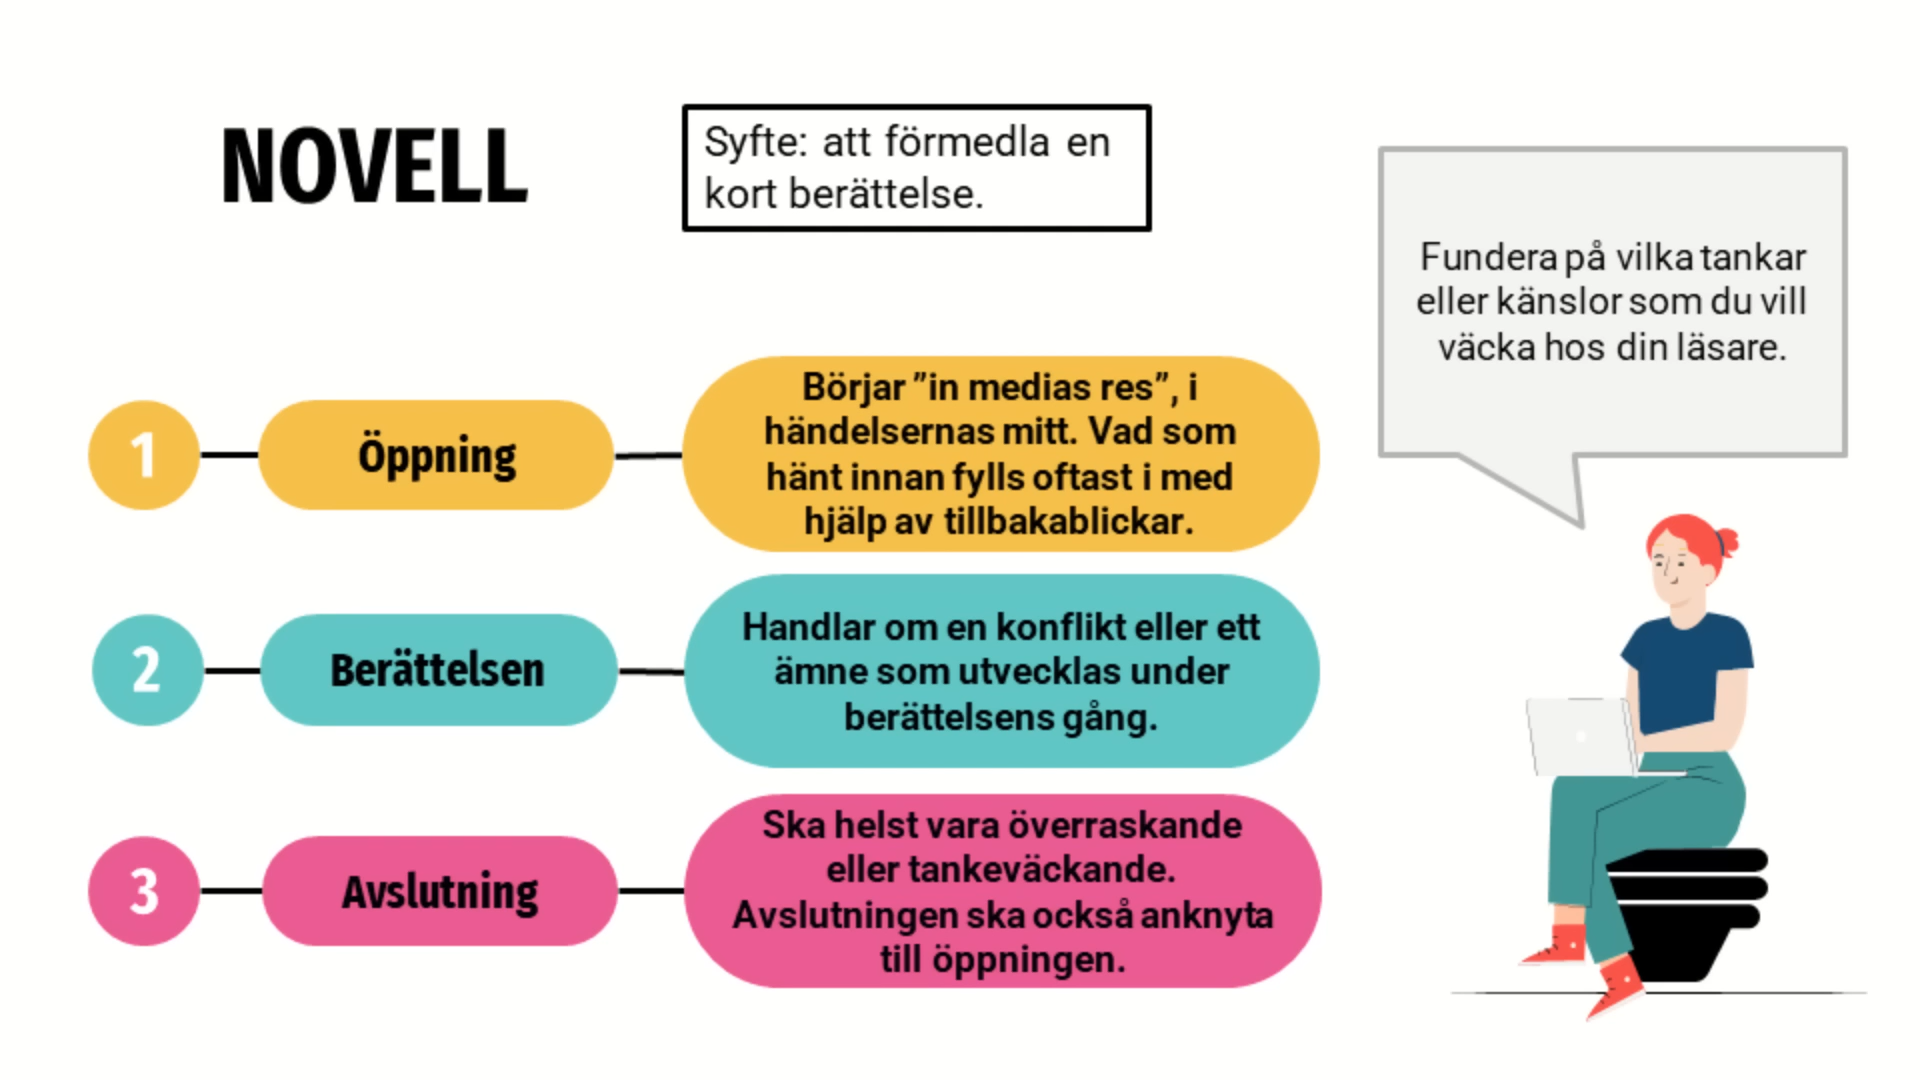 NOVELL
Syfte: att förmedla en
kort berättelse.
Fundera på vilka tankar
eller känslor som du vill
väcka hos din läsare.
1
Öppning
Börjar ”in medias res”, i
händelsernas mitt. Vad som
hänt innan fylls oftast i med
hjälp av tillbakablickar.
2
Berättelsen
Handlar om en konflikt eller ett
ämne som utvecklas under
berättelsens gång.
3
Avslutning
Ska helst vara överraskande
eller tankeväckande.
Avslutningen ska också anknyta
till öppningen.